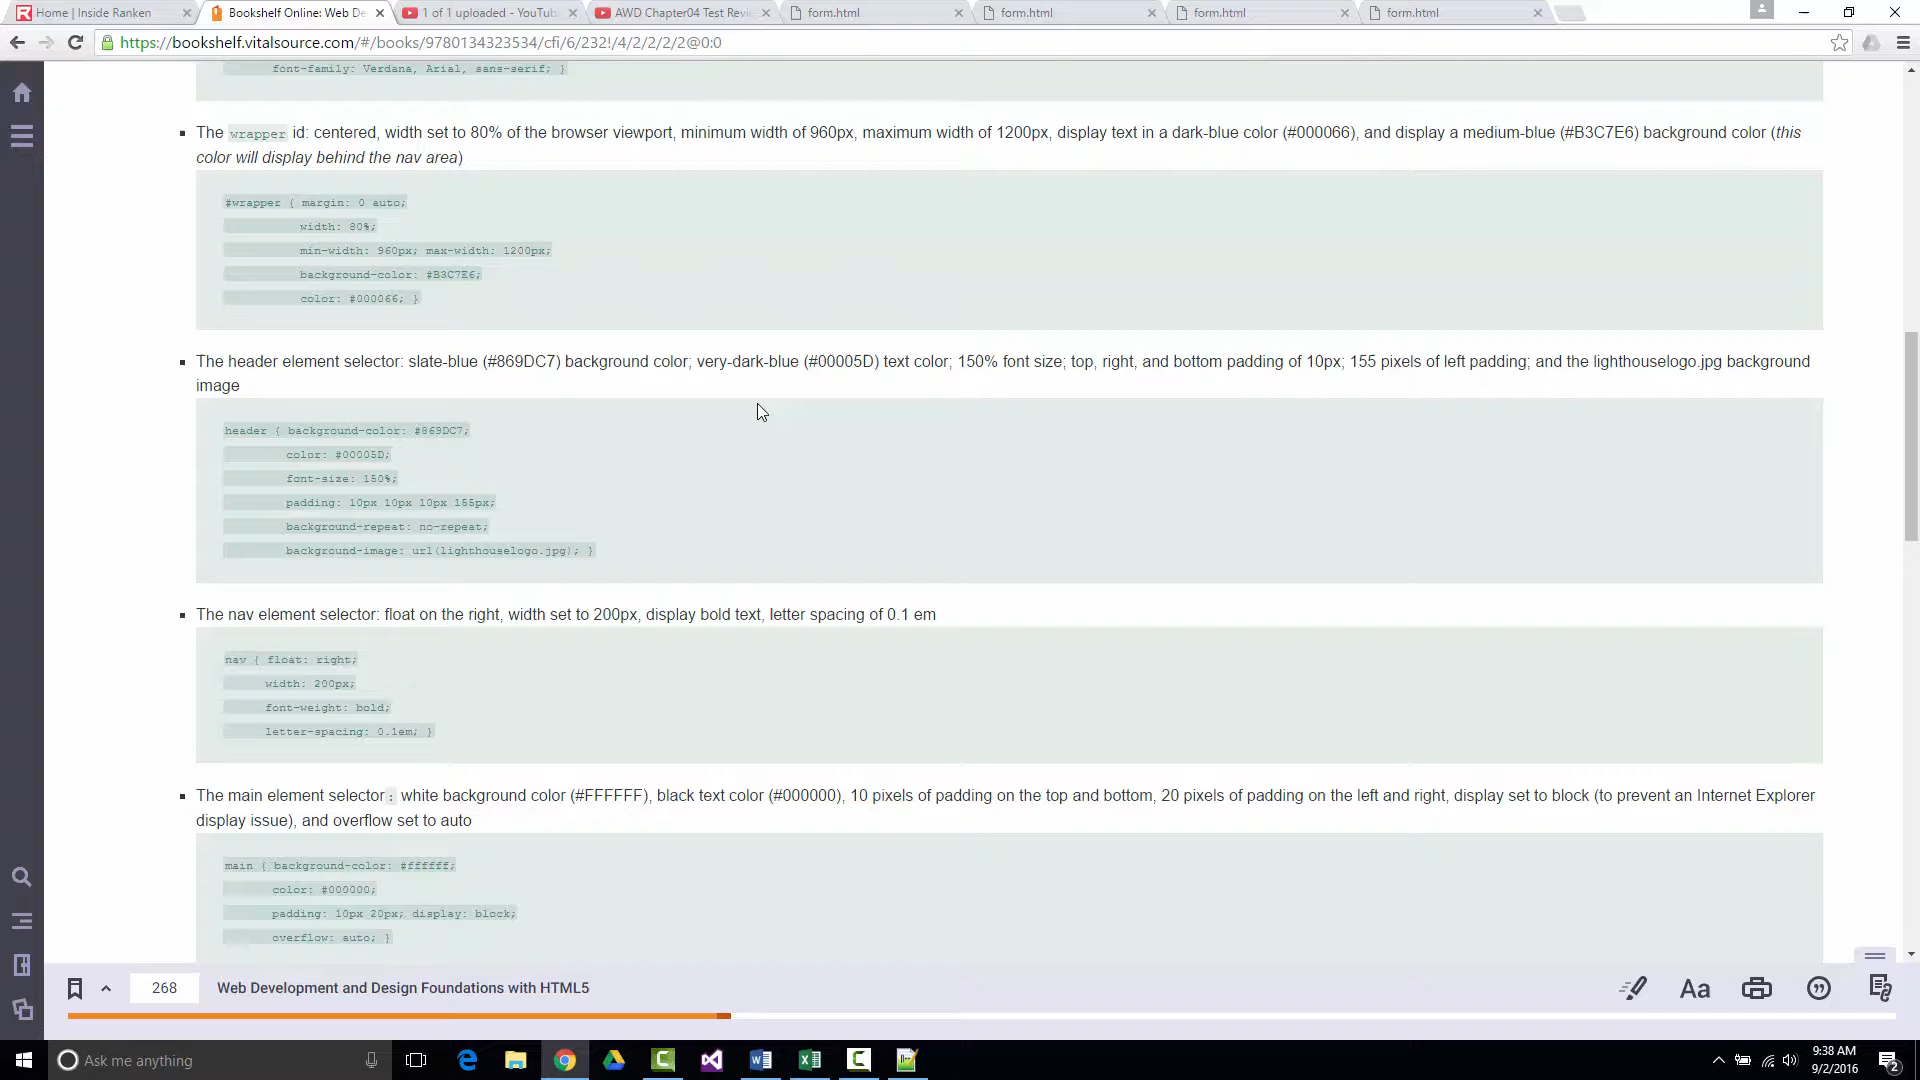 Home | Inside Ranken
Bookshelf Online: Web De
1 of 1 uploaded - YouTub
AWD Chapter04 Test Revi
form.html
form.html
form.html
form.html
https://bookshelf.vitalsource.com/#/books/9780134323534/cfi/6/232!/4/2/2/2/2@0:0
font-family: Verdana, Arial, sans-serif; }
The wrapper id: centered, width set to 80% of the browser viewport, minimum width of 960px, maximum width of 1200px, display text in a dark-blue color (#000066), and display a medium-blue (#B3C7E6) background color (this
color will display behind the nav area)
#wrapper { margin: 0 auto;
width: 80%;
min-width: 960px; max-width: 1200px;
background-color: #B3C7E6;
color: #000066; }
The header element selector: slate-blue (#869DC7) background color; very-dark-blue (#00005D) text color; 150% font size; top, right, and bottom padding of 10px; 155 pixels of left padding; and the lighthouselogo.jpg background
image
header { background-color: #869DC7;
color: #00005D;
font-size: 150%;
padding: 10px 10px 10px 155px;
background-repeat: no-repeat;
background-image: url(lighthouselogo.jpg); }
The nav element selector: float on the right, width set to 200px, display bold text, letter spacing of 0.1 em
nav { float: right;
width: 200px;
font-weight: bold;
letter-spacing: 0.1em; }
The main element selector: white background color (#FFFFFF), black text color (#000000), 10 pixels of padding on the top and bottom, 20 pixels of padding on the left and right, display set to block (to prevent an Internet Explorer
display issue), and overflow set to auto
main { background-color: #ffffff;
color: #000000;
padding: 10px 20px; display: block;
overflow: auto; }
268
Web Development and Design Foundations with HTML5
Aa
Ask me anything
9:38 AM
9/2/2016
2